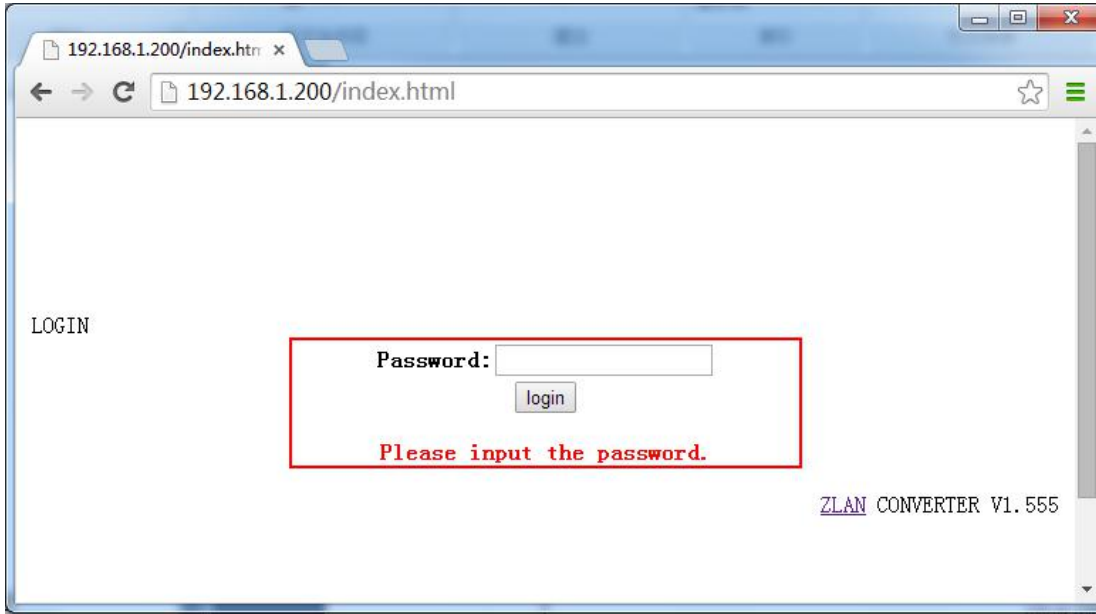 192.168.1.200/index.htm
192.168.1.200/index.html
LOGIN
Password:
login
Please input the password.
ZLAN CONVERTER V1.555